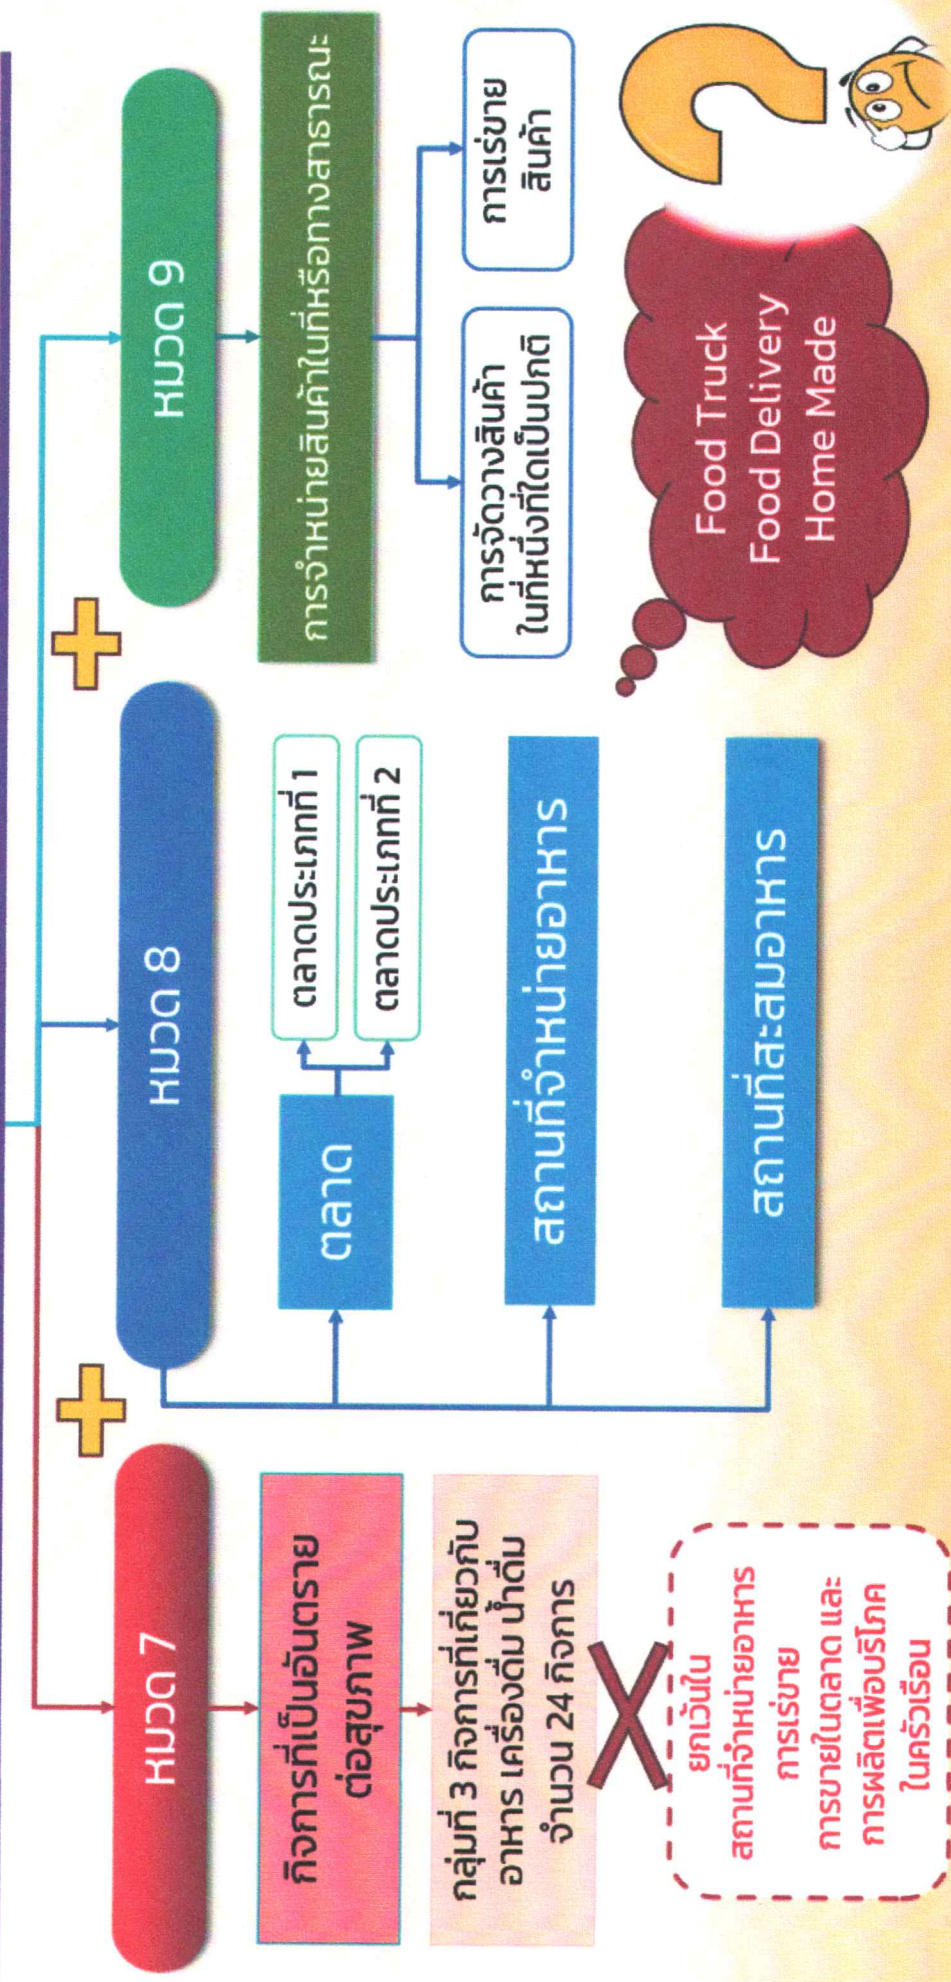 หมวด 7
กิจการที่เป็นอันตราย
ต่อสุขภาพ
กลุ่มที่ 3 กิจการที่เกี่ยวกับ
อาหาร เครื่องดื่ม น้ำดื่ม
จำนวน 24 กิจการ
ยกเว้นใน
สถานที่จำหน่ายอาหาร
การเร่ขาย
การขายในตลาด และ
การผลิตเพื่อบริโภค
ในครัวเรือน
หมวด 8
ตลาด
ตลาดประเภทที่ 1
ตลาดประเภทที่ 2
สถานที่จำหน่ายอาหาร
สถานที่สะสมอาหาร
หมวด 9
การจำหน่ายสินค้าในที่หรือทางสาธารณะ
การจัดวางสินค้า
ในที่หนึ่งที่ใดเป็นปกติ
การเร่ขาย
สินค้า
Food Truck
Food Delivery
Home Made